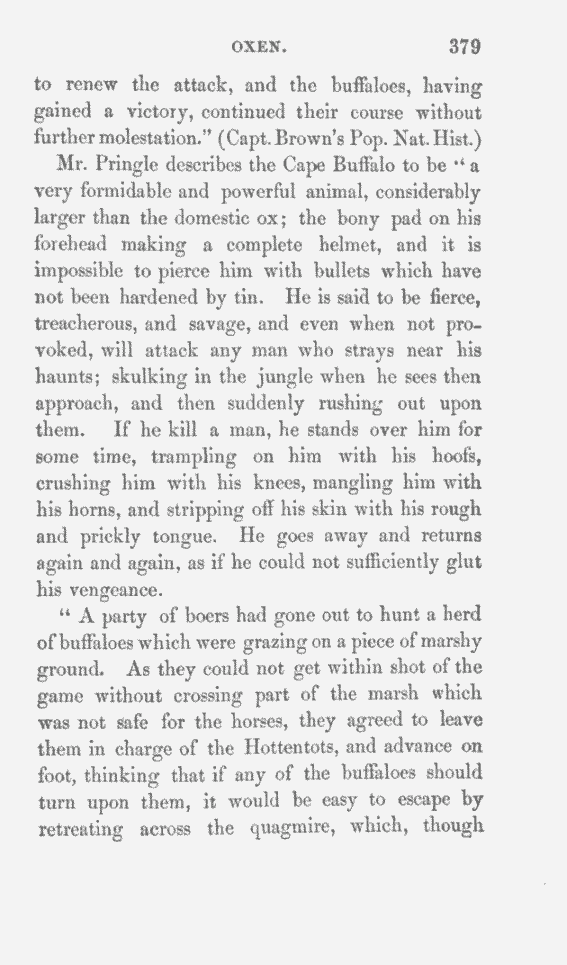 OXEN. 379
to renew the attack, and the buffaloes, having
gained a victory, continued their course without
further molestation.” (Capt. Brown’s Pop. Nat. Hist.)
Mr. Pringle describes the Cape Buffalo to be “ a
very formidable and powerful animal, considerably
larger than the domestic ox; the bony pad on his
forehead making a complete helmet, and it is
impossible to pierce him with bullets which have
not been hardened by tin. He is said to be fierce,
treacherous, and savage, and even when not pro-
voked, will attack any man who strays near his
haunts; skulking in the jungle when he sees then
approach, and then suddenly rushing out upon
them. If he kill a man, he stands over him for
some time, trampling on him with his hoofs,
crushing him with his knees, mangling him with
his horns, and stripping off his skin with his rough
and prickly tongue. He goes away and returns
again and again, as if he could not sufficiently glut
his vengeance.
“ A party of boers had gone out to hunt a herd
of buffaloes which were grazing on a piece of marshy
ground. As they could not get within shot of the
game without crossing part of the marsh which
was not safe for the horses, they agreed to leave
them in charge of the Hottentots, and advance on
foot, thinking that if any of the buffaloes should
turn upon them, it would be easy to escape by
retreating across the quagmire, which, though